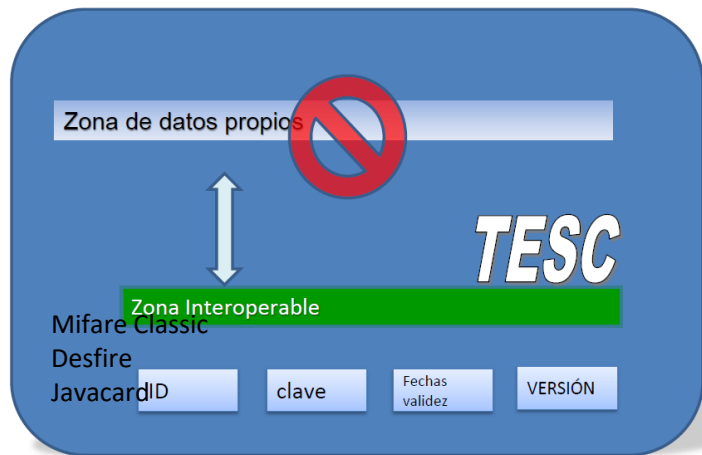 Zona de datos propios
TESC
Zona Interoperable
Mifare Classic
Desfire
Javacard
ID
clave
Fechas
validez
VERSIÓN